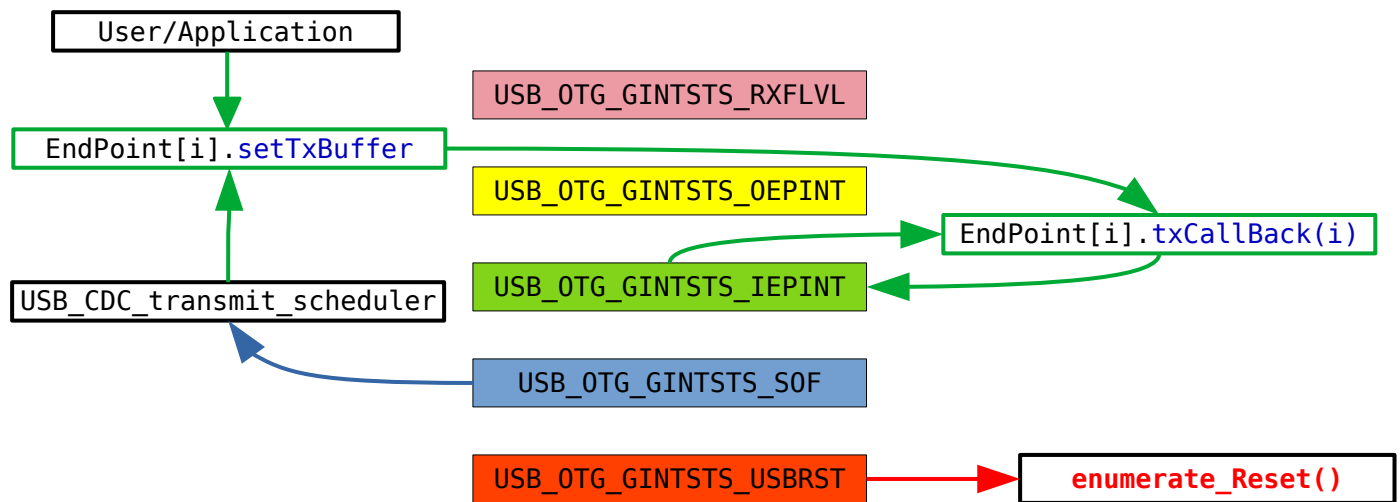 User/Application
USB_OTG_GINTSTS_RXFLVL
EndPoint[i].setTxBuffer
USB_OTG_GINTSTS_OEPINT
EndPoint[i].txCallBack(i)
USB_OTG_GINTSTS_IEPINT
USB_CDC_transmit_scheduler
USB_OTG_GINTSTS_SOF
USB_OTG_GINTSTS_USBRST
enumerate_Reset()